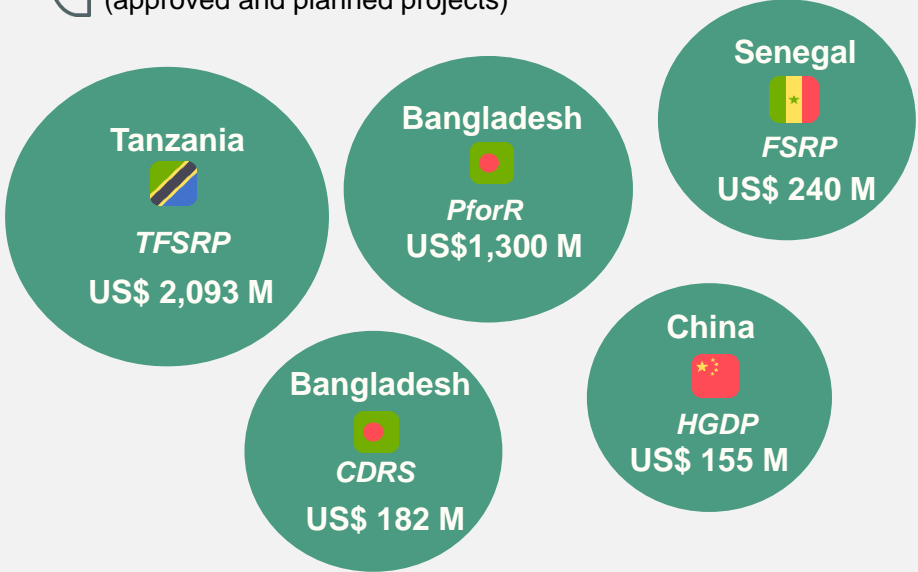 (approved and planned projects)
Tanzania
TFSRP
US$ 2,093 M
Bangladesh
PforR
US$1,300 M
Senegal
FSRP
US$ 240 M
Bangladesh
CDRS
US$ 182 M
China
HGDP
US$ 155 M